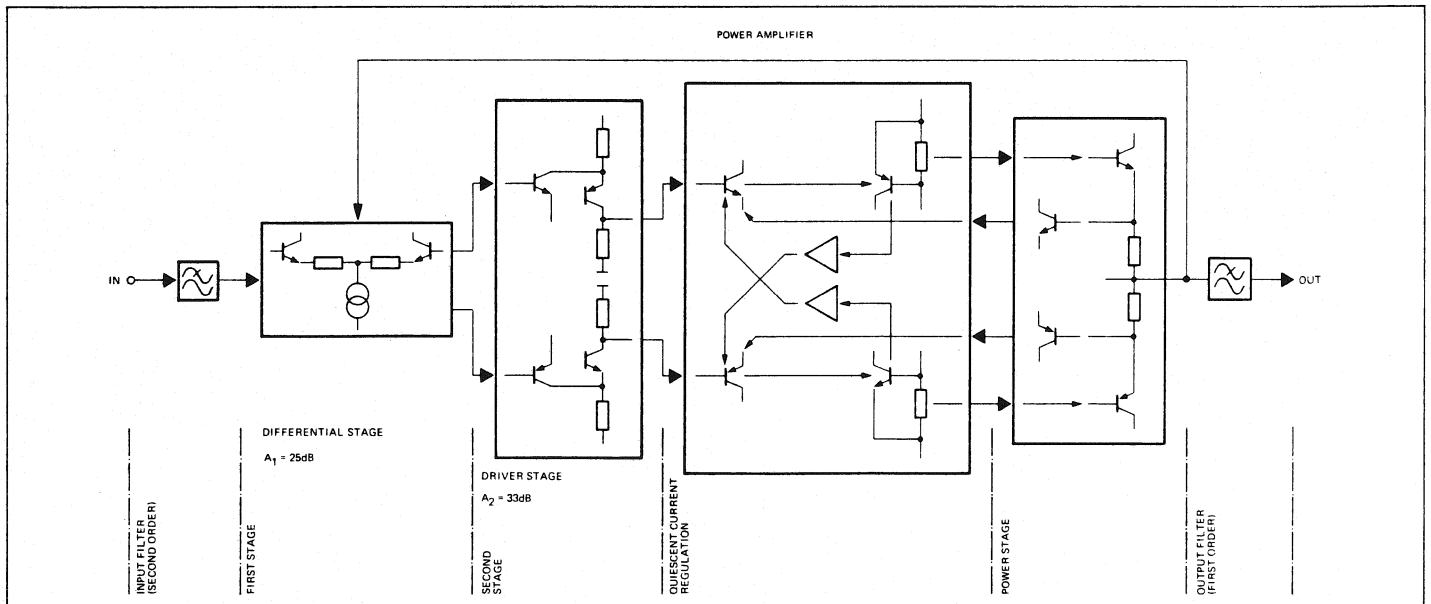 POWER AMPLIFIER
IN
OUT
DIFFERENTIAL STAGE
A1 = 25dB
DRIVER STAGE
A2 = 33dB
INPUT FILTER
(SECOND ORDER)
FIRST STAGE
SECOND
STAGE
QUIESCENT CURRENT
REGULATION
POWER STAGE
OUTPUT FILTER
(FIRST ORDER)